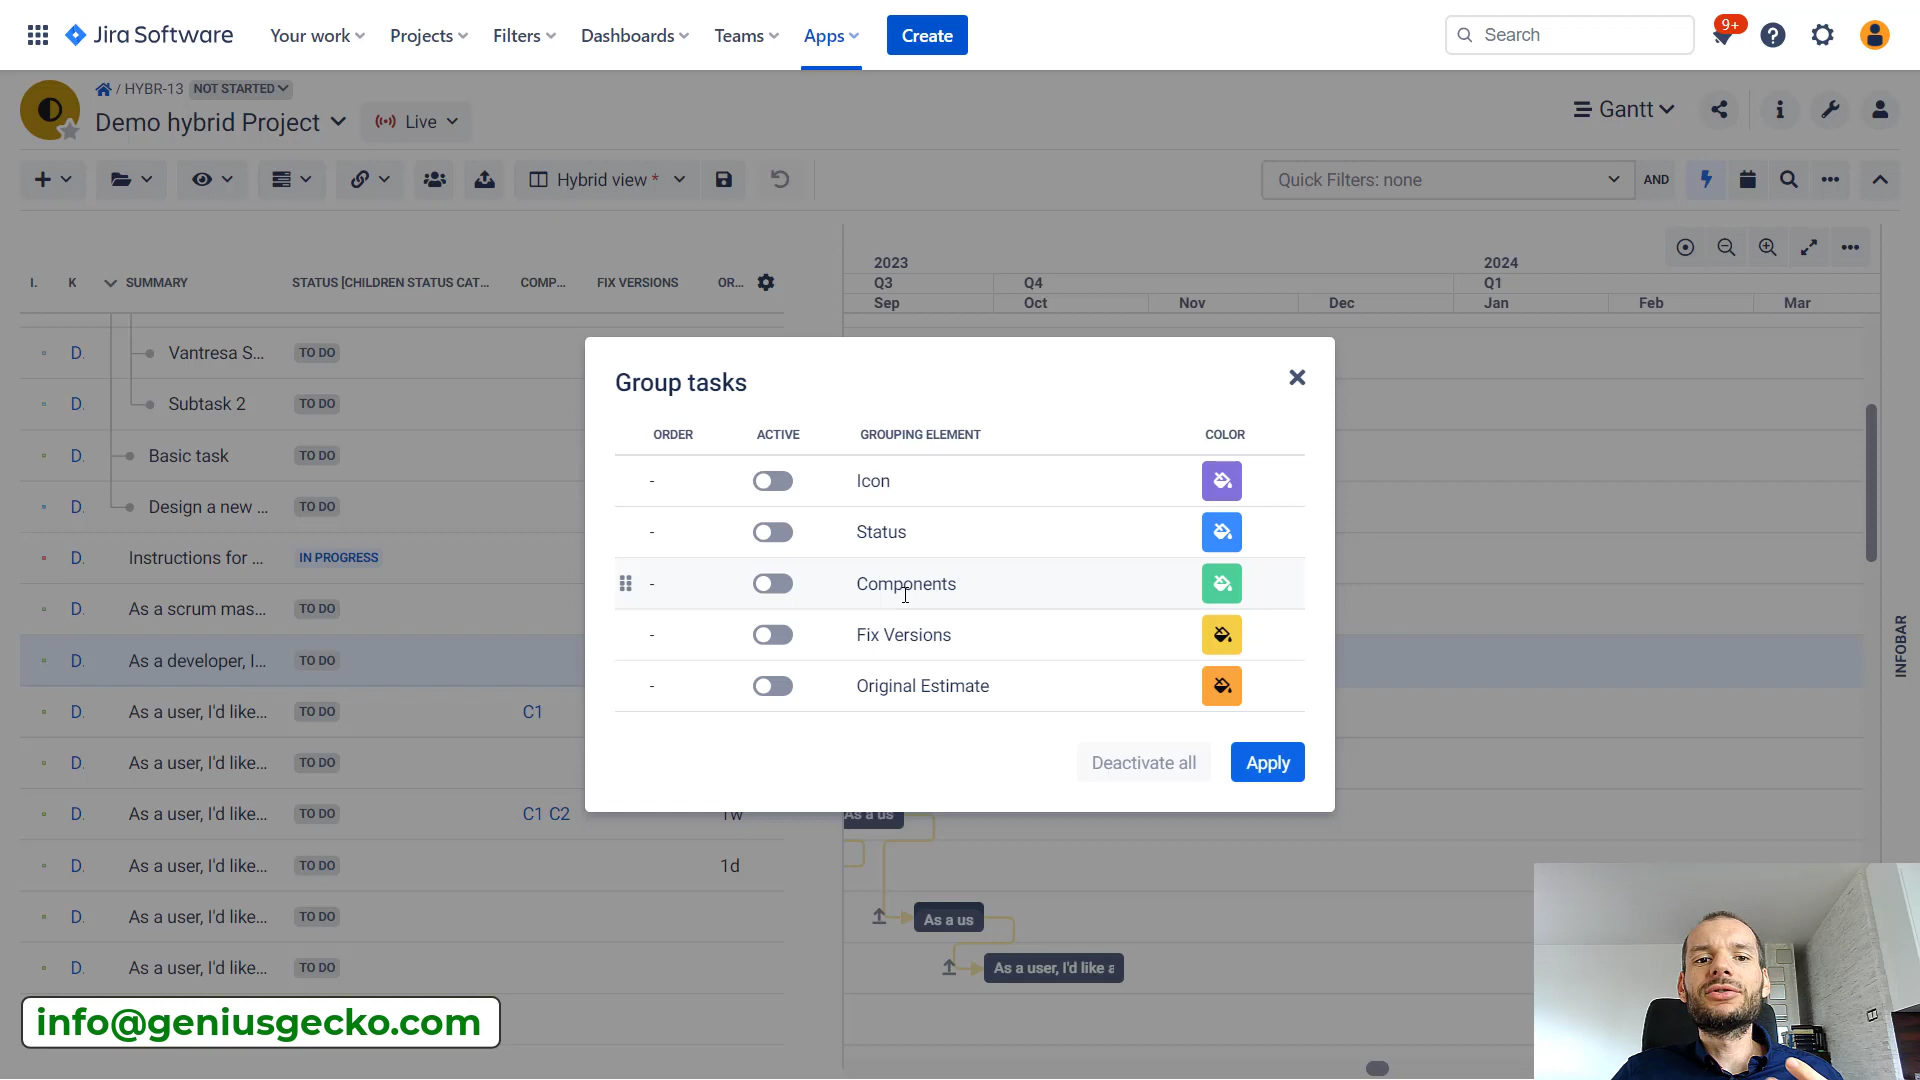 Jira Software Your work Projects Filters Dashboards Teams Apps Create Search 9+
/ HYBR-13 NOT STARTED
Demo hybrid Project Live Gantt
Hybrid view * Quick Filters: none AND
2023 2024
Q3 Q4 Q1
Sep Oct Nov Dec Jan Feb Mar
I. K SUMMARY STATUS [CHILDREN STATUS CAT... COMP... FIX VERSIONS OR...
D. Vantresa S... TO DO
D. Subtask 2 TO DO
D. Basic task TO DO
D. Design a new ... TO DO
D. Instructions for ... IN PROGRESS
D. As a scrum mas... TO DO
D. As a developer, I... TO DO
D. As a user, I'd like... TO DO C1
D. As a user, I'd like... TO DO
D. As a user, I'd like... TO DO C1 C2 1w
D. As a user, I'd like... TO DO 1d
D. As a user, I'd like... TO DO
D. As a user, I'd like... TO DO
Group tasks
ORDER ACTIVE GROUPING ELEMENT COLOR
- Icon
- Status
- Components
- Fix Versions
- Original Estimate
Deactivate all Apply
As a us
As a us
As a user, I'd like a
INFOBAR
info@geniusgecko.com